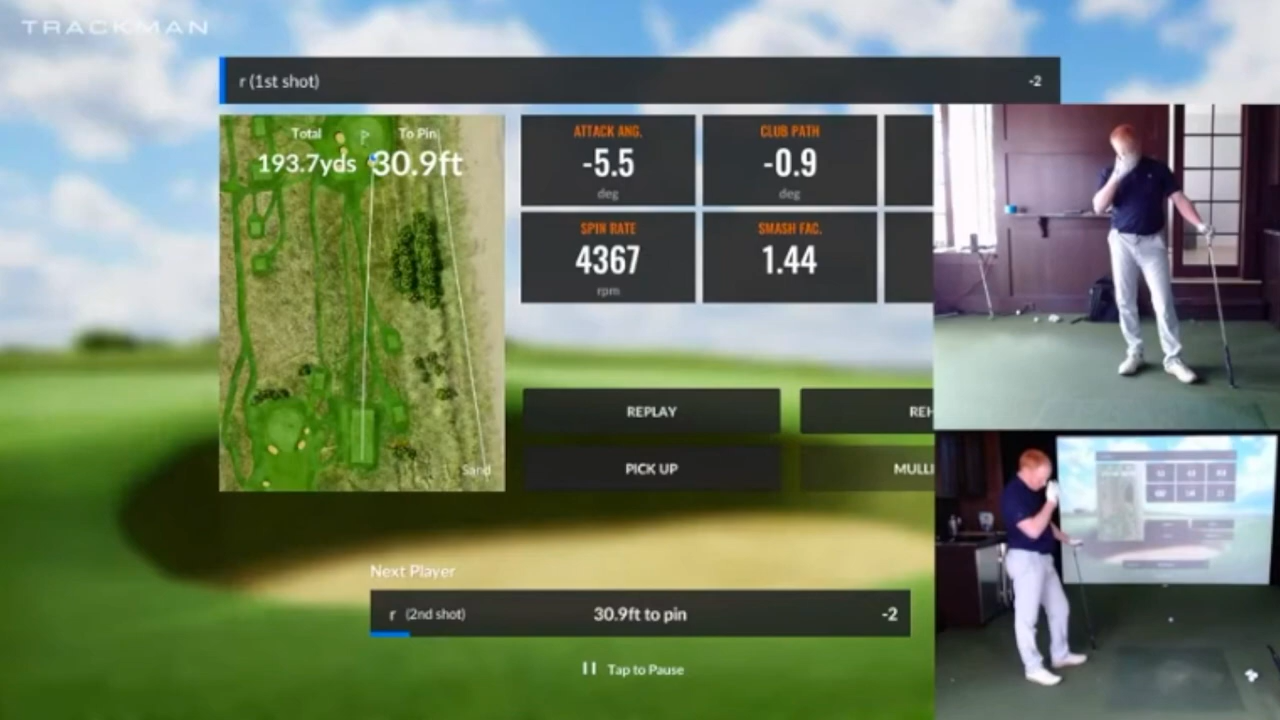 TRACKMAN
r (1st shot) -2
Total To Pin
193.7yds 30.9ft
Sand
ATTACK ANG. CLUB PATH
-5.5 -0.9
deg deg
SPIN RATE SMASH FAC.
4367 1.44
rpm
REPLAY REH
PICK UP MULLI
Next Player
r (2nd shot) 30.9ft to pin -2
Tap to Pause